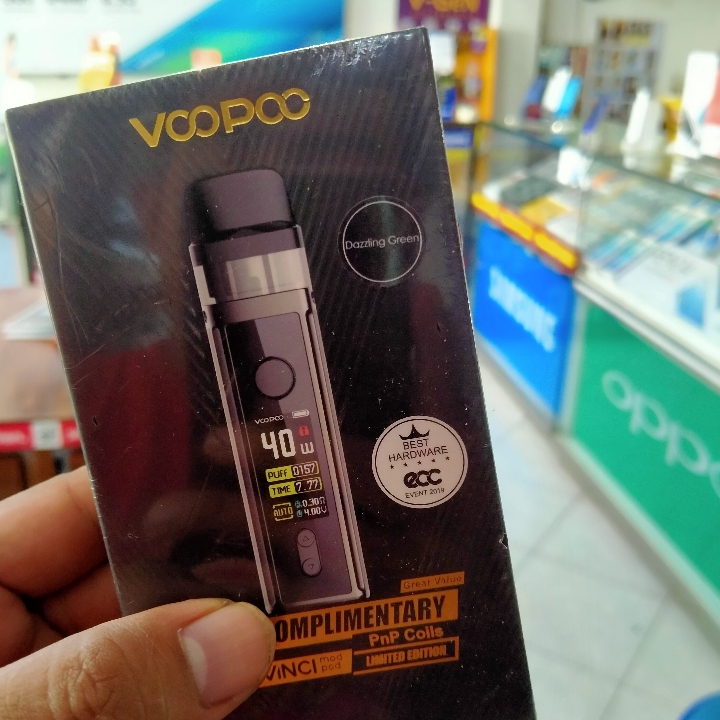 VOOPOO
Dazzling Green
VOOPOO
40 W
PUFF 0157
TIME 7.77
AUTO 0.30Ω
4.00V
BEST
HARDWARE
ecc
EVENT 2019
Great Value
OMPLIMENTARY
PnP Coils
VINCI mod pod
LIMITED EDITION
SAMSUNG
oppo